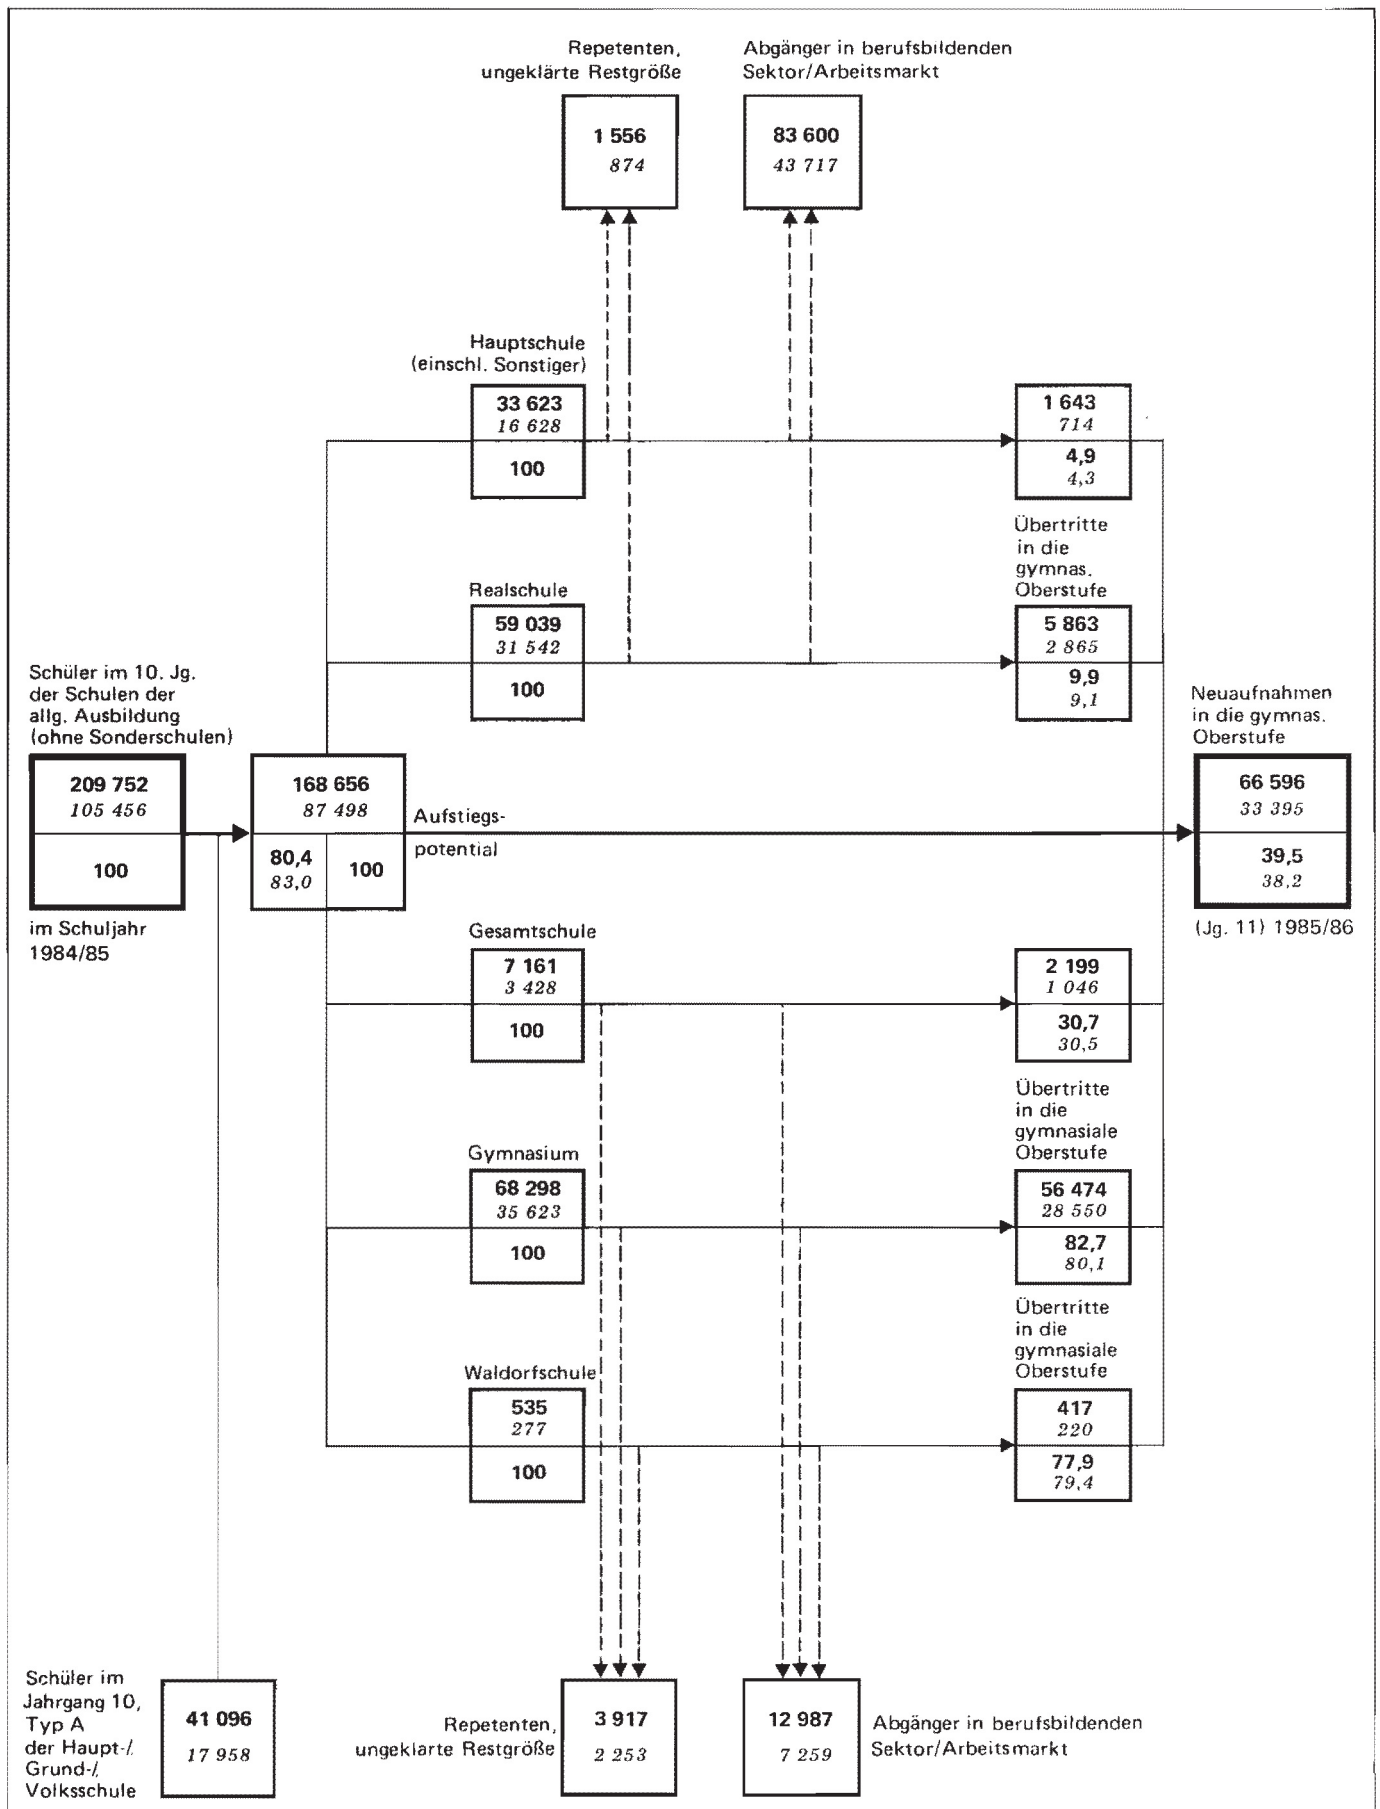 Repetenten,
ungeklärte Restgröße
1 556
874
Abgänger in berufsbildenden
Sektor/Arbeitsmarkt
83 600
43 717
Hauptschule
(einschl. Sonstiger)
33 623
16 628
100
1 643
714
4,9
4,3
Realschule
59 039
31 542
100
Übertritte
in die
gymnas.
Oberstufe
5 863
2 865
9,9
9,1
Schüler im 10. Jg.
der Schulen der
allg. Ausbildung
(ohne Sonderschulen)
209 752
105 456
100
im Schuljahr
1984/85
168 656
87 498
80,4
83,0
100
Aufstiegs-
potential
Neuaufnahmen
in die gymnas.
Oberstufe
66 596
33 395
39,5
38,2
(Jg. 11) 1985/86
Gesamtschule
7 161
3 428
100
2 199
1 046
30,7
30,5
Gymnasium
68 298
35 623
100
Übertritte
in die
gymnasiale
Oberstufe
56 474
28 550
82,7
80,1
Waldorfschule
535
277
100
Übertritte
in die
gymnasiale
Oberstufe
417
220
77,9
79,4
Schüler im
Jahrgang 10,
Typ A
der Haupt-/
Grund-/
Volksschule
41 096
17 958
Repetenten,
ungeklärte Restgröße
3 917
2 253
12 987
7 259
Abgänger in berufsbildenden
Sektor/Arbeitsmarkt